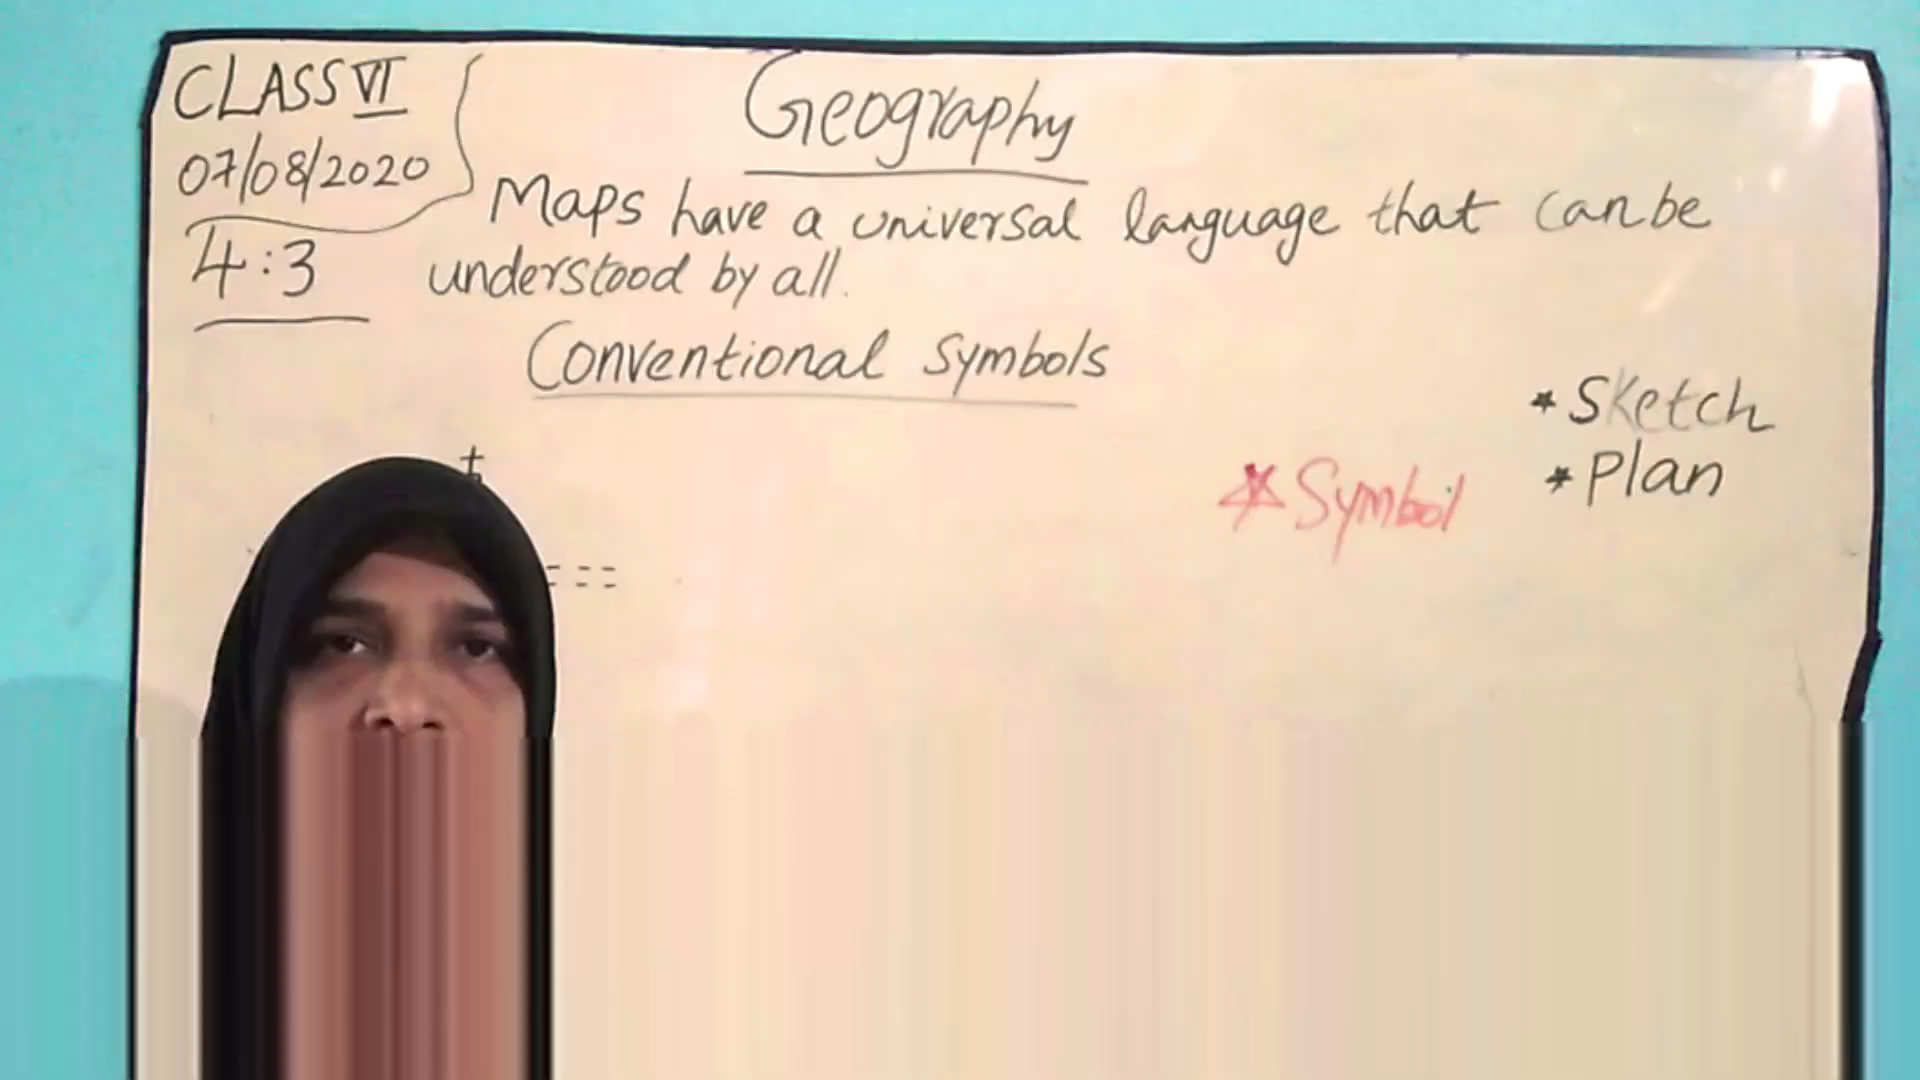 CLASS VI
07/08/2020
4:3
Geography
Maps have a universal language that can be
understood by all.
Conventional Symbols
* Sketch
* Plan
* Symbol